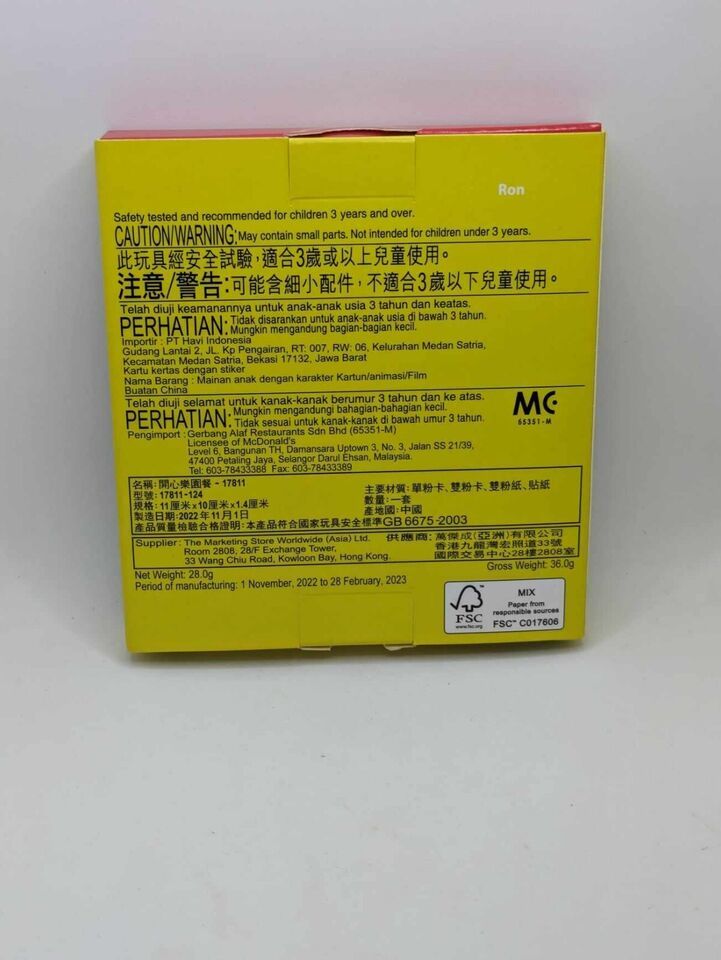 Ron
Safety tested and recommended for children 3 years and over.
CAUTION/WARNING: May contain small parts. Not intended for children under 3 years.
此玩具經安全試驗，適合3歲或以上兒童使用。
注意/警告:可能含細小配件，不適合3歲以下兒童使用。
Telah diuji keamanannya untuk anak-anak usia 3 tahun dan keatas.
PERHATIAN: Tidak disarankan untuk anak-anak usia di bawah 3 tahun.
Mungkin mengandung bagian-bagian kecil.
Importir : PT Havi Indonesia
Gudang Lantai 2, JL. Kp Pengairan, RT: 007, RW: 06, Kelurahan Medan Satria,
Kecamatan Medan Satria, Bekasi 17132, Jawa Barat
Kartu kertas dengan stiker
Nama Barang : Mainan anak dengan karakter Kartun/animasi/Film
Buatan China
Telah diuji selamat untuk kanak-kanak berumur 3 tahun dan ke atas.
PERHATIAN: Mungkin mengandungi bahagian-bahagian kecil.
Tidak sesuai untuk kanak-kanak di bawah umur 3 tahun.
MC
65351-M
Pengimport : Gerbang Alaf Restaurants Sdn Bhd (65351-M)
Licensee of McDonald's
Level 6, Bangunan TH, Damansara Uptown 3, No. 3, Jalan SS 21/39,
47400 Petaling Jaya, Selangor Darul Ehsan, Malaysia.
Tel: 603-78433388 Fax: 603-78433389
名稱: 開心樂園餐 - 17811
型號: 17811-124
規格: 11厘米x10厘米x1.4厘米
製造日期: 2022年11月1日
主要材質: 單粉卡、雙粉卡、雙粉紙、貼紙
數量: 一套
產地國: 中國
產品質量檢驗合格證明: 本產品符合國家玩具安全標準GB 6675-2003
Supplier: The Marketing Store Worldwide (Asia) Ltd.
Room 2808, 28/F Exchange Tower,
33 Wang Chiu Road, Kowloon Bay, Hong Kong.
供應商: 萬傑成(亞洲)有限公司
香港九龍灣宏照道33號
國際交易中心28樓2808室
Net Weight: 28.0g
Gross Weight: 36.0g
Period of manufacturing: 1 November, 2022 to 28 February, 2023
FSC
www.fsc.org
MIX
Paper from
responsible sources
FSC™ C017606